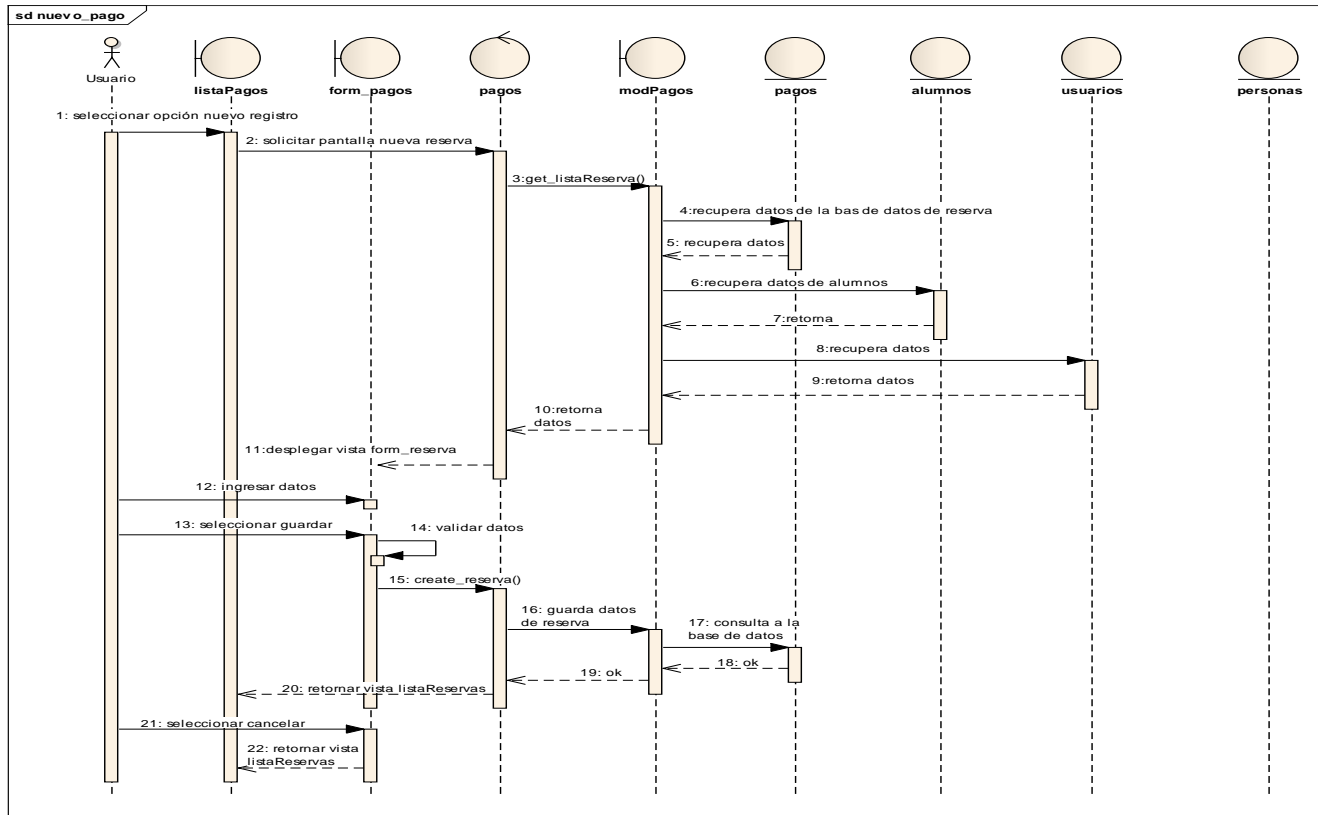 sd nuevo_pago
Usuario
listaPagos
form_pagos
pagos
modPagos
pagos
alumnos
usuarios
personas
1: seleccionar opción nuevo registro
2: solicitar pantalla nueva reserva
3:get_listaReserva()
4:recupera datos de la bas de datos de reserva
5: recupera datos
6:recupera datos de alumnos
7:retorna
8:recupera datos
9:retorna datos
10:retorna
datos
11:desplegar vista form_reserva
12: ingresar datos
13: seleccionar guardar
14: validar datos
15: create_reserva()
16: guarda datos
de reserva
17: consulta a la
base de datos
18: ok
19: ok
20: retornar vista listaReservas
21: seleccionar cancelar
22: retornar vista
listaReservas